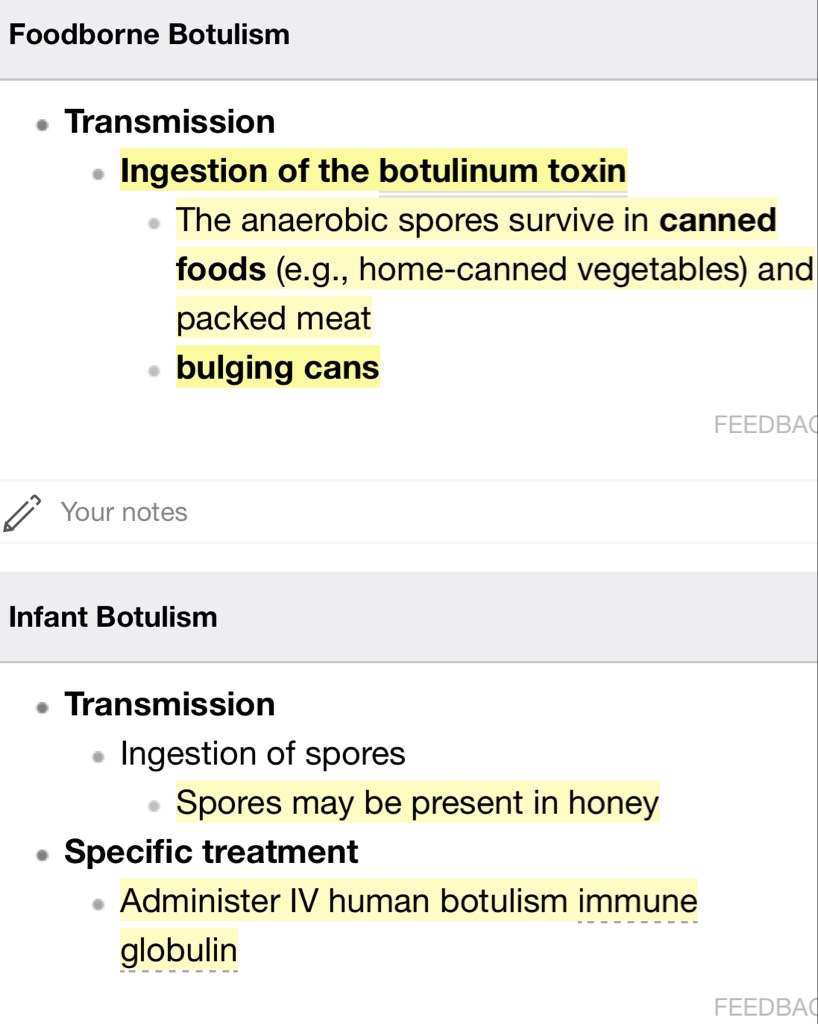 Foodborne Botulism
Transmission
Ingestion of the botulinum toxin
The anaerobic spores survive in canned
foods (e.g., home-canned vegetables) and
packed meat
bulging cans
FEEDBAC
Your notes
Infant Botulism
Transmission
Ingestion of spores
Spores may be present in honey
Specific treatment
Administer IV human botulism immune
globulin
FEEDBAC